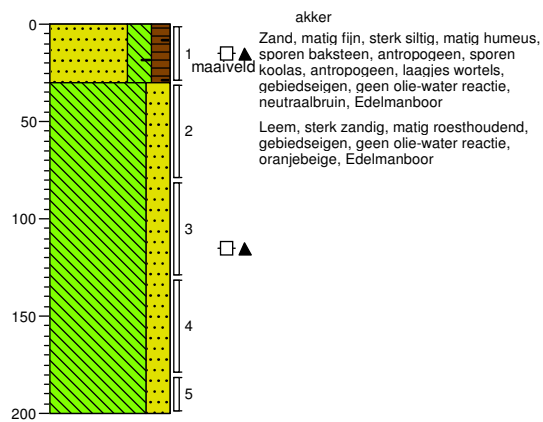 akker
0
Zand, matig fijn, sterk siltig, matig humeus,
1
sporen baksteen, antropogeen, sporen
maaiveld
koolas, antropogeen, laagjes wortels,
gebiedseigen, geen olie-water reactie,
neutraalbruin, Edelmanboor
50
2
Leem, sterk zandig, matig roesthoudend,
gebiedseigen, geen olie-water reactie,
oranjebeige, Edelmanboor
100
3
150
4
5
200